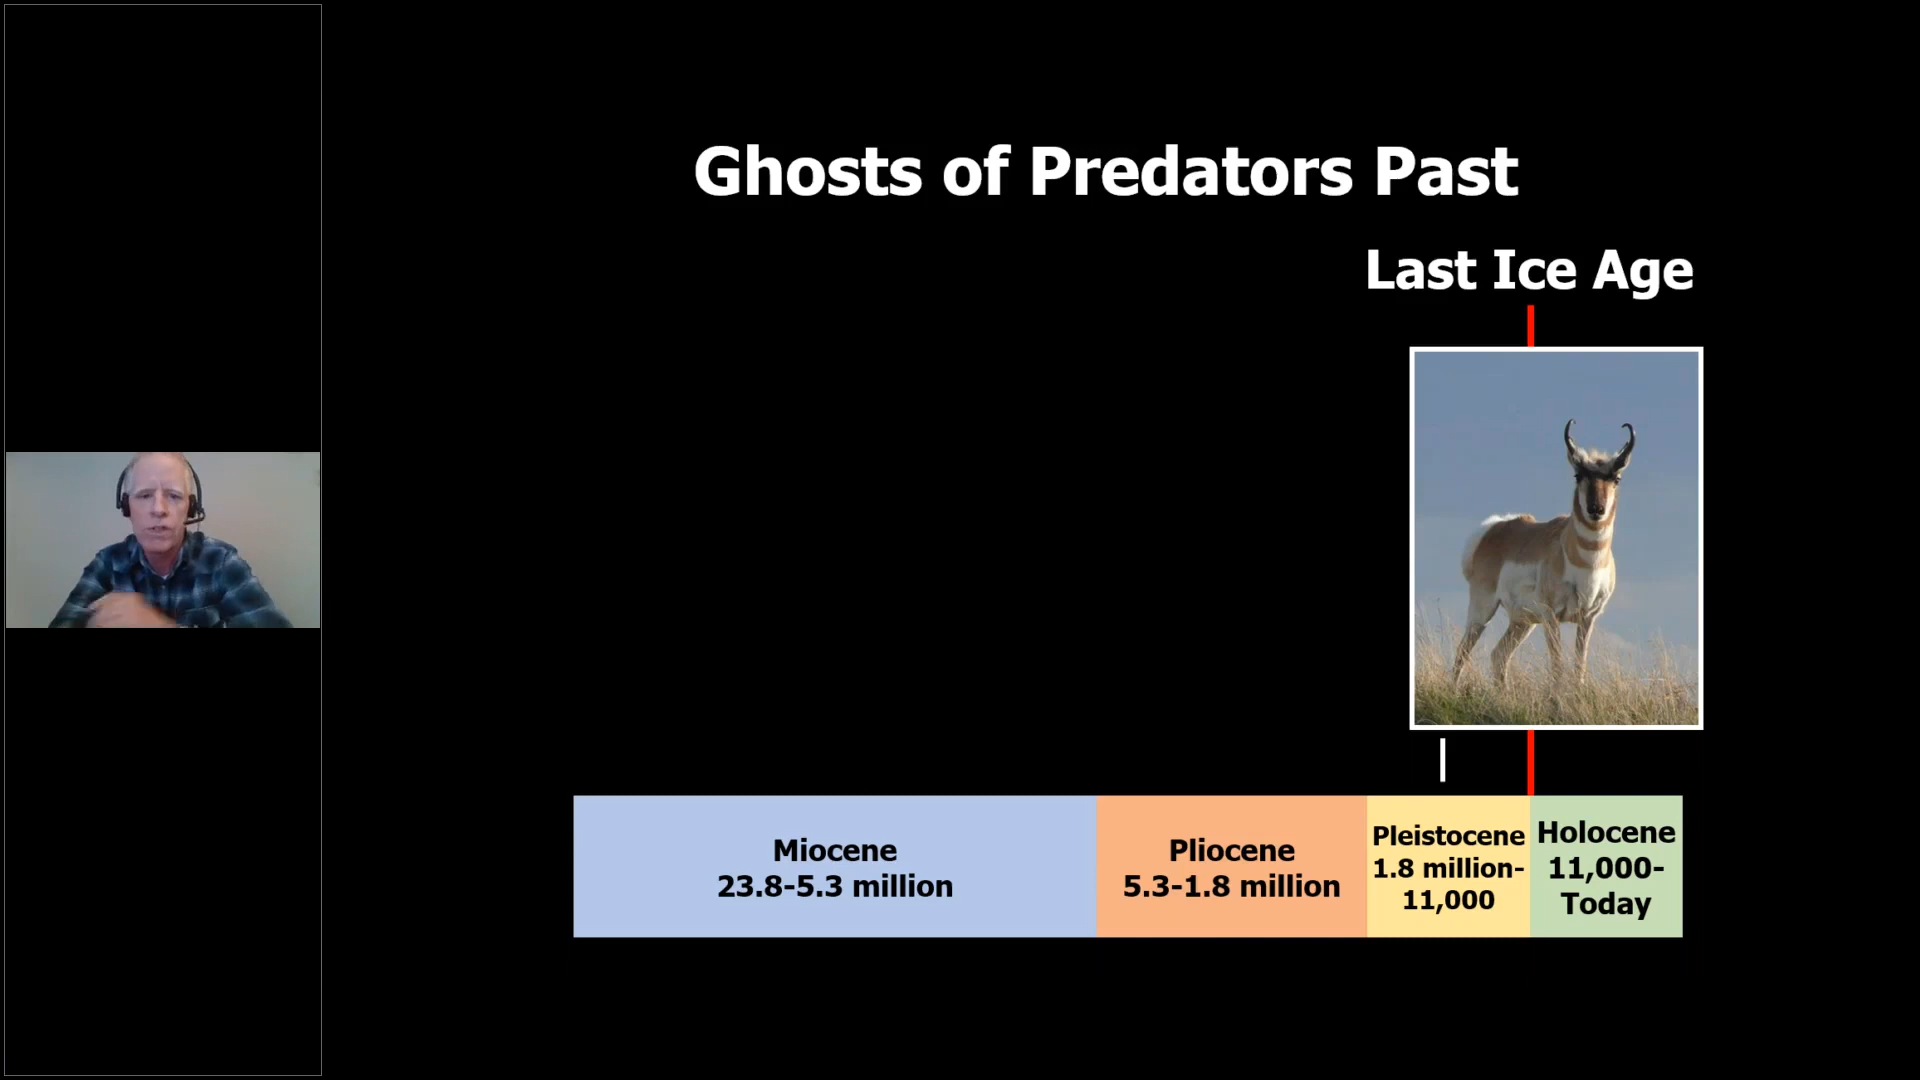 Ghosts of Predators Past
Last Ice Age
Miocene
23.8-5.3 million
Pliocene
5.3-1.8 million
Pleistocene
1.8 million-
11,000
Holocene
11,000-
Today